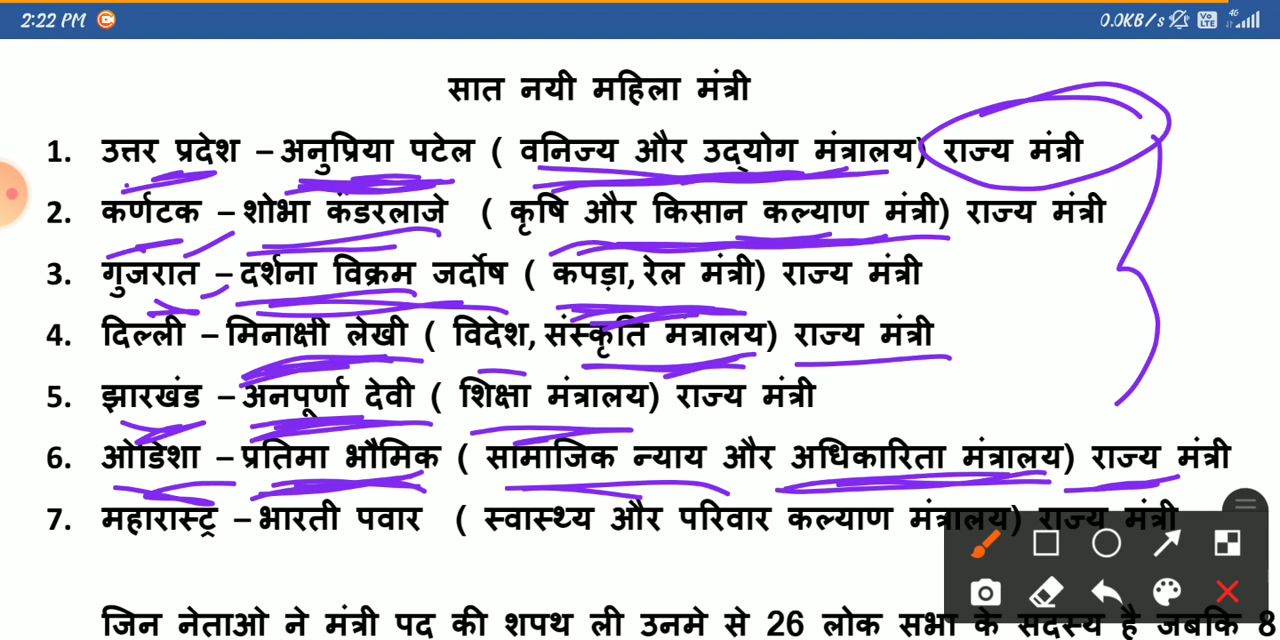 2:22 PM
0.0KB/s Vo LTE 4G
सात नयी महिला मंत्री
1. उत्तर प्रदेश – अनुप्रिया पटेल ( वनिज्य और उद्योग मंत्रालय) राज्य मंत्री
2. कर्णटक – शोभा कंडरलाजे ( कृषि और किसान कल्याण मंत्री) राज्य मंत्री
3. गुजरात – दर्शना विक्रम जर्दोष ( कपड़ा, रेल मंत्री) राज्य मंत्री
4. दिल्ली – मिनाक्षी लेखी ( विदेश, संस्कृति मंत्रालय) राज्य मंत्री
5. झारखंड – अनपूर्णा देवी ( शिक्षा मंत्रालय) राज्य मंत्री
6. ओडिशा – प्रतिमा भौमिक ( सामाजिक न्याय और अधिकारिता मंत्रालय) राज्य मंत्री
7. महारास्ट्र – भारती पवार ( स्वास्थ्य और परिवार कल्याण मंत्रालय) राज्य मंत्री
जिन नेताओ ने मंत्री पद की शपथ ली उनमे से 26 लोक सभा के सदस्य है जबकि 8